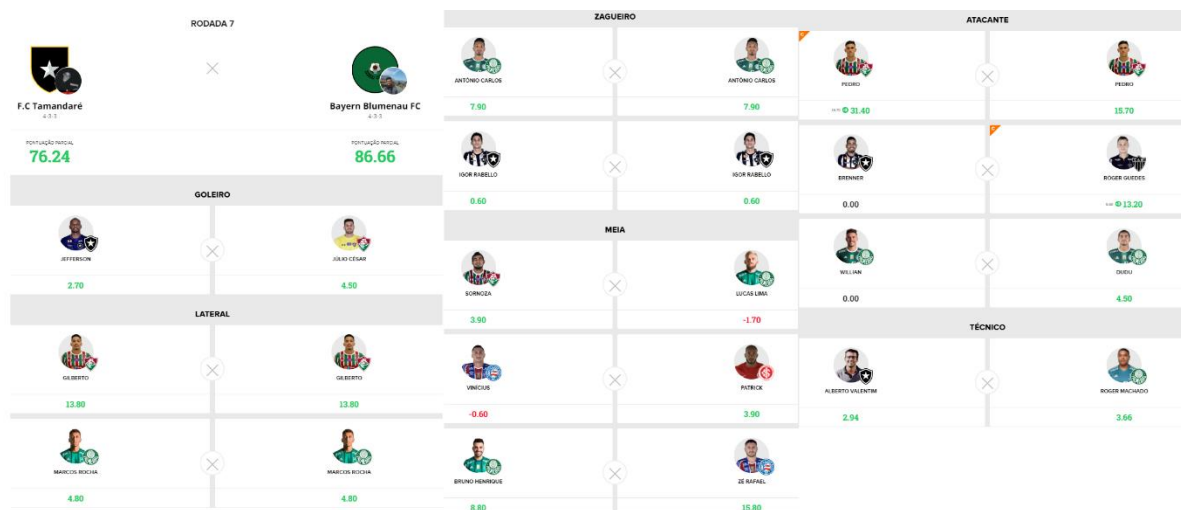 RODADA 7
F.C Tamandaré
4-3-3
Bayern Blumenau FC
4-3-3
PONTUAÇÃO PARCIAL
76.24
PONTUAÇÃO PARCIAL
86.66
GOLEIRO
JEFFERSON
2.70
JÚLIO CÉSAR
4.50
LATERAL
GILBERTO
13.80
GILBERTO
13.80
MARCOS ROCHA
4.80
MARCOS ROCHA
4.80
ZAGUEIRO
ANTÔNIO CARLOS
7.90
ANTÔNIO CARLOS
7.90
IGOR RABELLO
0.60
IGOR RABELLO
0.60
MEIA
SORNOZA
3.90
LUCAS LIMA
-1.70
VINICIUS
-0.60
PATRICK
3.90
BRUNO HENRIQUE
8.80
ZÉ RAFAEL
15.80
ATACANTE
PEDRO
31.40
PEDRO
15.70
BRENNER
0.00
RÓGER GUEDES
13.20
WILLIAN
0.00
DUDU
4.50
TÉCNICO
ALBERTO VALENTIM
2.94
ROGER MACHADO
3.66